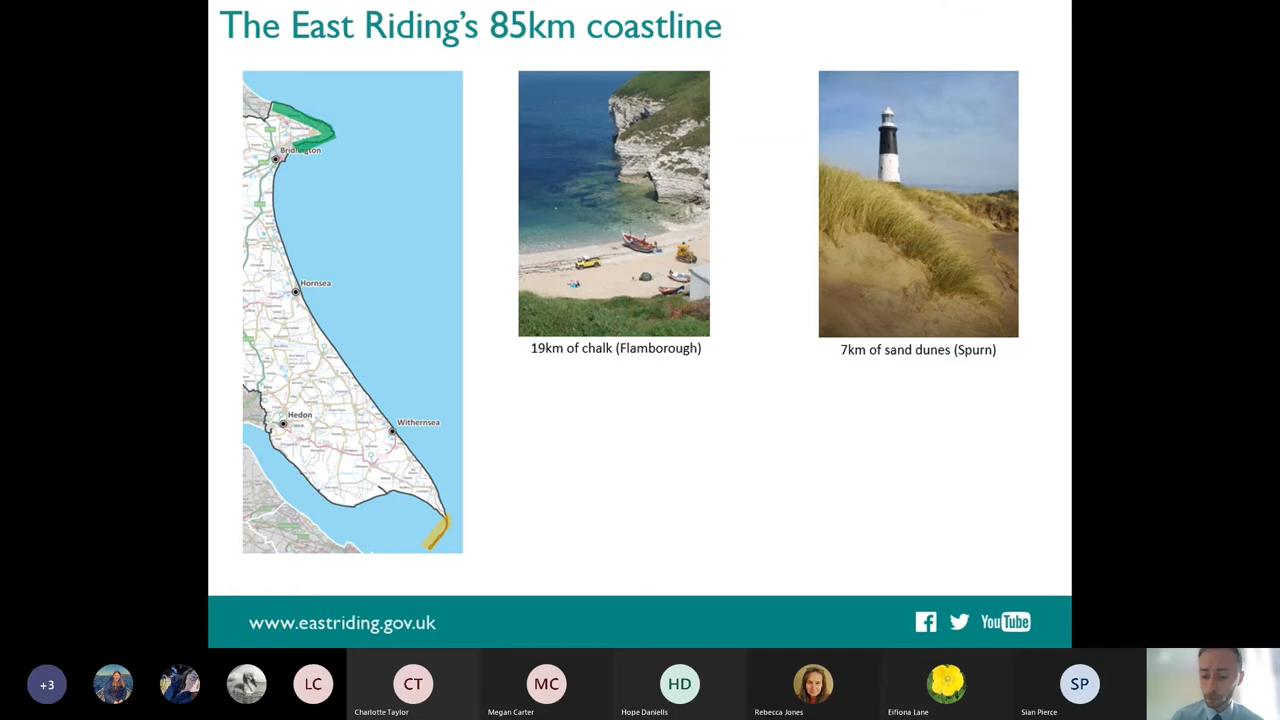 The East Riding's 85km coastline
Bridlington
Hornsea
Hedon
Withernsea
19km of chalk (Flamborough)
7km of sand dunes (Spurn)
www.eastriding.gov.uk
YouTube
+3
LC
CT
MC
HD
SP
Charlotte Taylor
Megan Carter
Hope Daniells
Rebecca Jones
Eifiona Lane
Sian Pierce